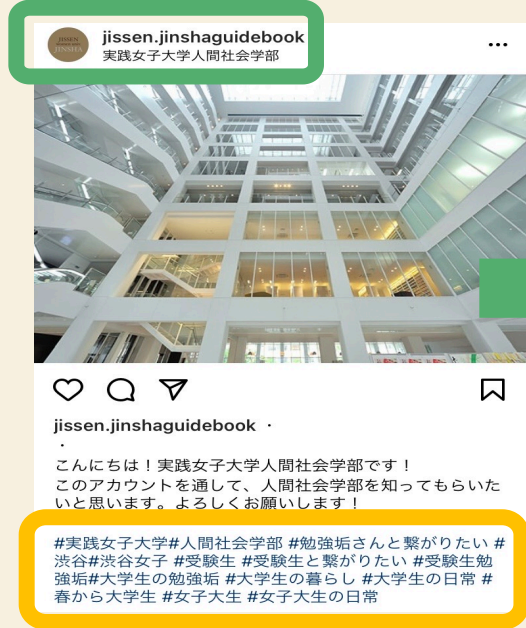 JISSEN
JINSHA
jissen.jinshaguidebook
実践女子大学人間社会学部
jissen.jinshaguidebook ・
・
こんにちは！実践女子大学人間社会学部です！
このアカウントを通して、人間社会学部を知ってもらいた
いと思います。よろしくお願いします！
#実践女子大学#人間社会学部 #勉強垢さんと繋がりたい #
渋谷#渋谷女子 #受験生 #受験生と繋がりたい #受験生勉
強垢#大学生の勉強垢 #大学生の暮らし #大学生の日常 #
春から大学生 #女子大生 #女子大生の日常